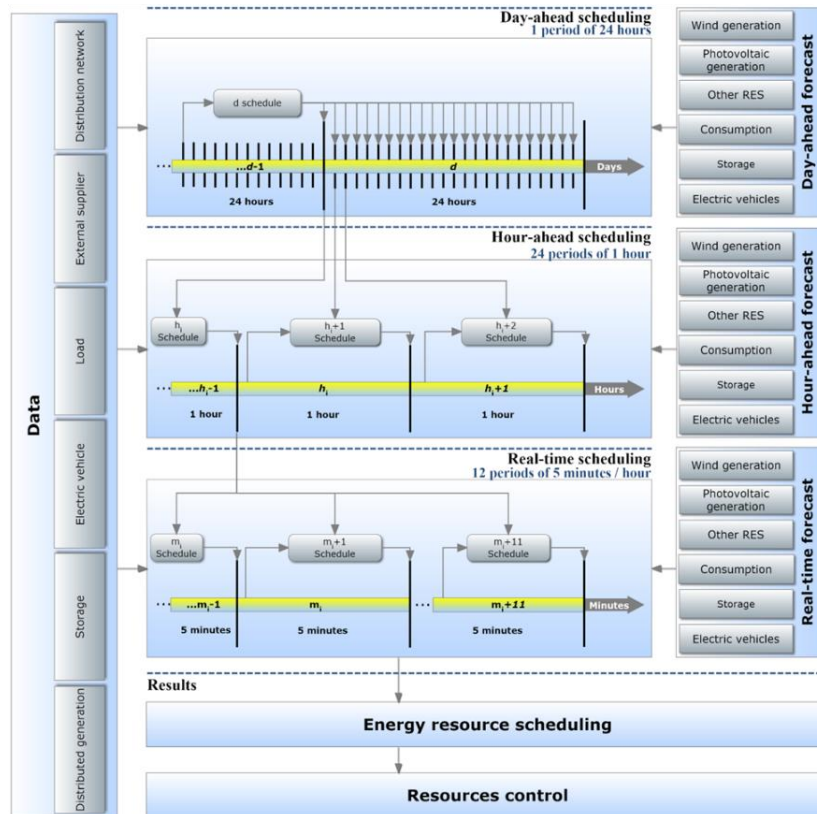 Data
Distribution network
External supplier
Load
Electric vehicle
Storage
Distributed generation
Day-ahead scheduling
1 period of 24 hours
d schedule
...
...d-1
d
Days
24 hours
24 hours
Wind generation
Photovoltaic
generation
Other RES
Consumption
Storage
Electric vehicles
Day-ahead forecast
Hour-ahead scheduling
24 periods of 1 hour
hi
Schedule
hi+1
Schedule
hi+2
Schedule
...
...hi-1
hi
hi+1
Hours
1 hour
1 hour
1 hour
Wind generation
Photovoltaic
generation
Other RES
Consumption
Storage
Electric vehicles
Hour-ahead forecast
Real-time scheduling
12 periods of 5 minutes / hour
mi
Schedule
mi+1
Schedule
mi+11
Schedule
...
...mi-1
mi
...
mi+11
Minutes
5 minutes
5 minutes
5 minutes
Wind generation
Photovoltaic
generation
Other RES
Consumption
Storage
Electric vehicles
Real-time forecast
Results
Energy resource scheduling
Resources control